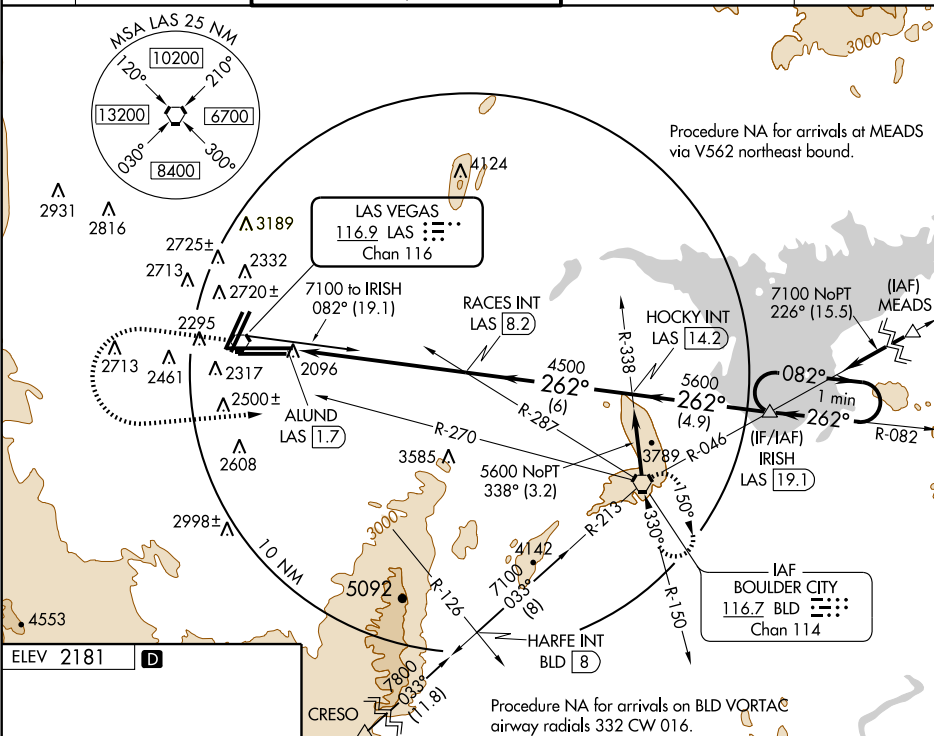 MSA LAS 25 NM
120°
10200
210°
13200
6700
030°
8400
300°
3000
Procedure NA for arrivals at MEADS
via V562 northeast bound.
4124
2931
2816
3189
LAS VEGAS
116.9 LAS
Chan 116
2725±
2713
2332
2720±
7100 to IRISH
082° (19.1)
RACES INT
LAS 8.2
HOCKY INT
LAS 14.2
7100 NoPT
226° (15.5)
(IAF)
MEADS
2295
2713
2461
2317
2096
R-338
4500
262°
(6)
5600
262°
(4.9)
082°
1 min
262°
R-082
2500±
ALUND
LAS 1.7
R-287
R-270
R-046
(IF/IAF)
IRISH
LAS 19.1
2608
3585
5600 NoPT
338° (3.2)
3789
R-213
150°
330°
2998±
3000
10 NM
4142
7100
033°
(8)
R-126
5092
R-150
IAF
BOULDER CITY
116.7 BLD
Chan 114
4553
HARFE INT
BLD 8
ELEV 2181
D
7800
033°
(11.8)
CRESO
Procedure NA for arrivals on BLD VORTAC
airway radials 332 CW 016.